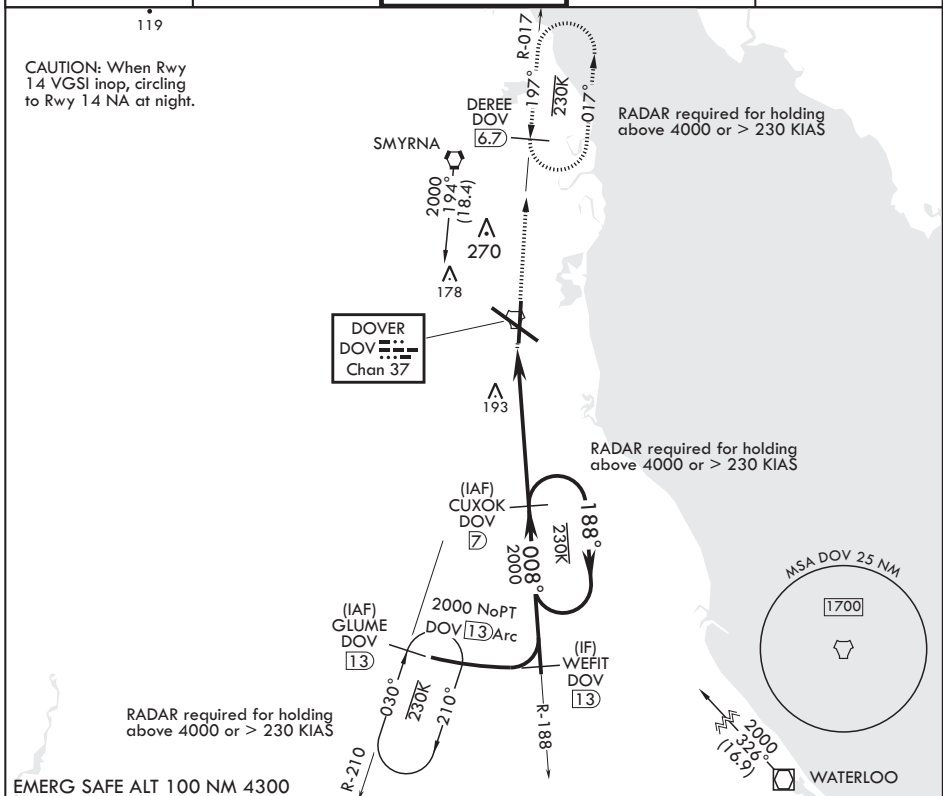 119
CAUTION: When Rwy
14 VGSI inop, circling
to Rwy 14 NA at night.
R-017
197°
230K
017°
DEREE
DOV
6.7
RADAR required for holding
above 4000 or > 230 KIAS
SMYRNA
2000
194°
(18.4)
270
178
DOVER
DOV
Chan 37
193
RADAR required for holding
above 4000 or > 230 KIAS
(IAF)
CUXOK
DOV
7
188°
230K
008°
2000
MSA DOV 25 NM
1700
2000 NoPT
DOV 13 Arc
(IAF)
GLUME
DOV
13
(IF)
WEFIT
DOV
13
030°
230K
210°
R-188
RADAR required for holding
above 4000 or > 230 KIAS
R-210
2000
326°
(16.9)
WATERLOO
EMERG SAFE ALT 100 NM 4300